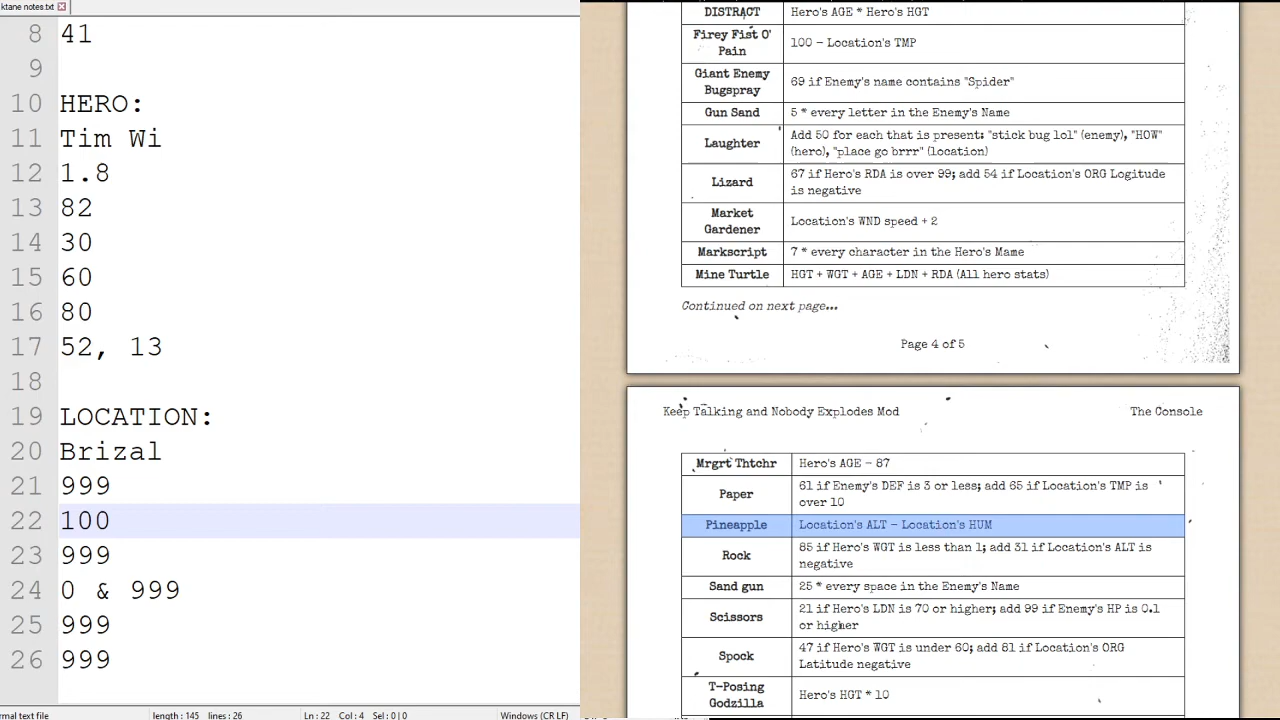 ktane notes.txt
8 41
9
10 HERO:
11 Tim Wi
12 1.8
13 82
14 30
15 60
16 80
17 52, 13
18
19 LOCATION:
20 Brizal
21 999
22 100
23 999
24 0 & 999
25 999
26 999
rmal text file length:145 lines:26 Ln:22 Col:4 Sel:0|0 Windows (CR LF)
DISTRACT Hero's AGE * Hero's HGT
Firey Fist O' Pain 100 - Location's TMP
Giant Enemy Bugspray 69 if Enemy's name contains "Spider"
Gun Sand 5 * every letter in the Enemy's Name
Laughter Add 50 for each that is present: "stick bug lol" (enemy), "HOW"
(hero), "place go brrr" (location)
Lizard 67 if Hero's RDA is over 99; add 54 if Location's ORG Logitude
is negative
Market Gardener Location's WND speed + 2
Markscript 7 * every character in the Hero's Mame
Mine Turtle HGT + WGT + AGE + LDN + RDA (All hero stats)
Continued on next page...
Page 4 of 5
Keep Talking and Nobody Explodes Mod The Console
Mrgrt Thtchr Hero's AGE - 87
Paper 61 if Enemy's DEF is 3 or less; add 65 if Location's TMP is
over 10
Pineapple Location's ALT - Location's HUM
Rock 85 if Hero's WGT is less than 1; add 31 if Location's ALT is
negative
Sand gun 25 * every space in the Enemy's Name
Scissors 21 if Hero's LDN is 70 or higher; add 99 if Enemy's HP is 0.1
or higher
Spock 47 if Hero's WGT is under 60; add 81 if Location's ORG
Latitude negative
T-Posing Godzilla Hero's HGT * 10